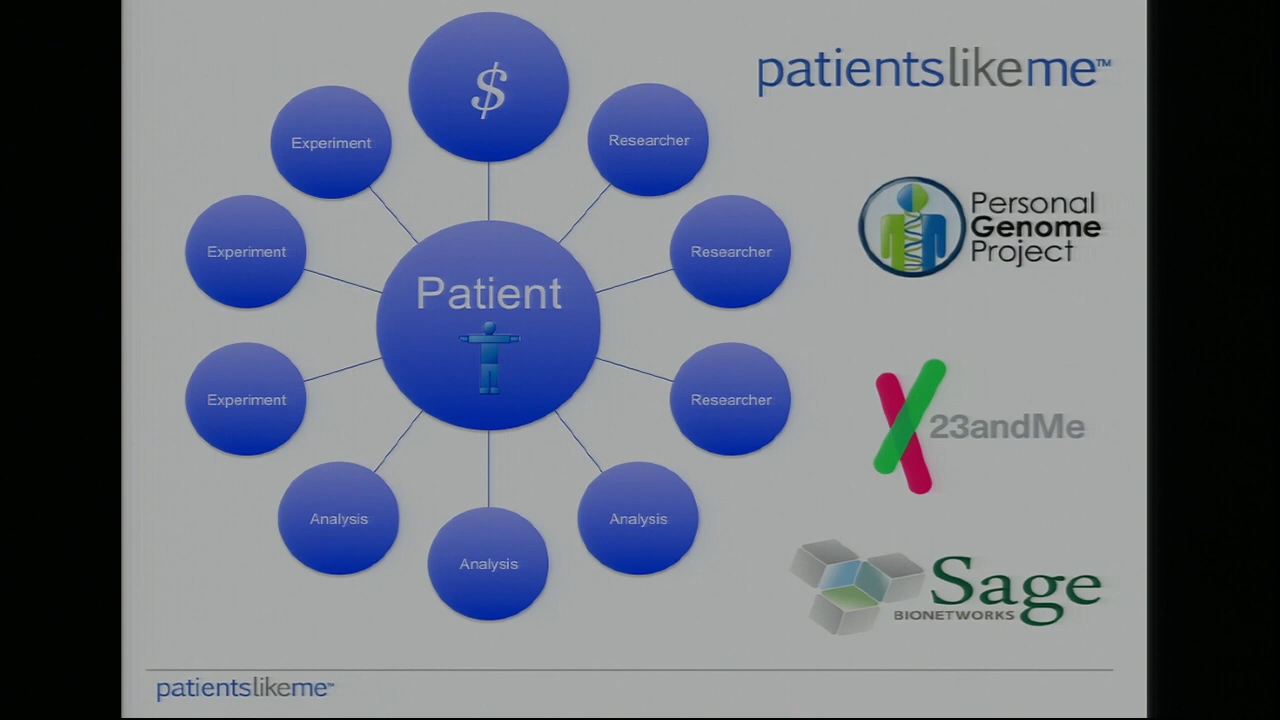 $
Experiment
Researcher
patientslikeme™
Experiment
Researcher
Patient
Personal
Genome
Project
Experiment
Researcher
23andMe
Analysis
Analysis
Analysis
Sage
BIONETWORKS
patientslikeme™